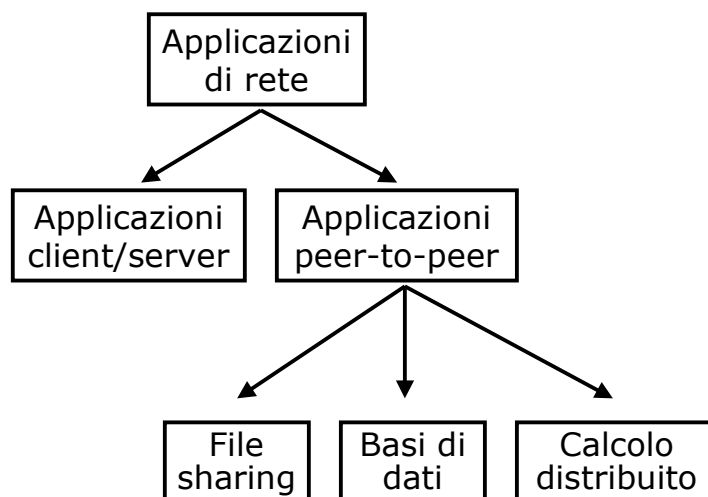 Applicazioni
di rete
Applicazioni
client/server
Applicazioni
peer-to-peer
File
sharing
Basi di
dati
Calcolo
distribuito